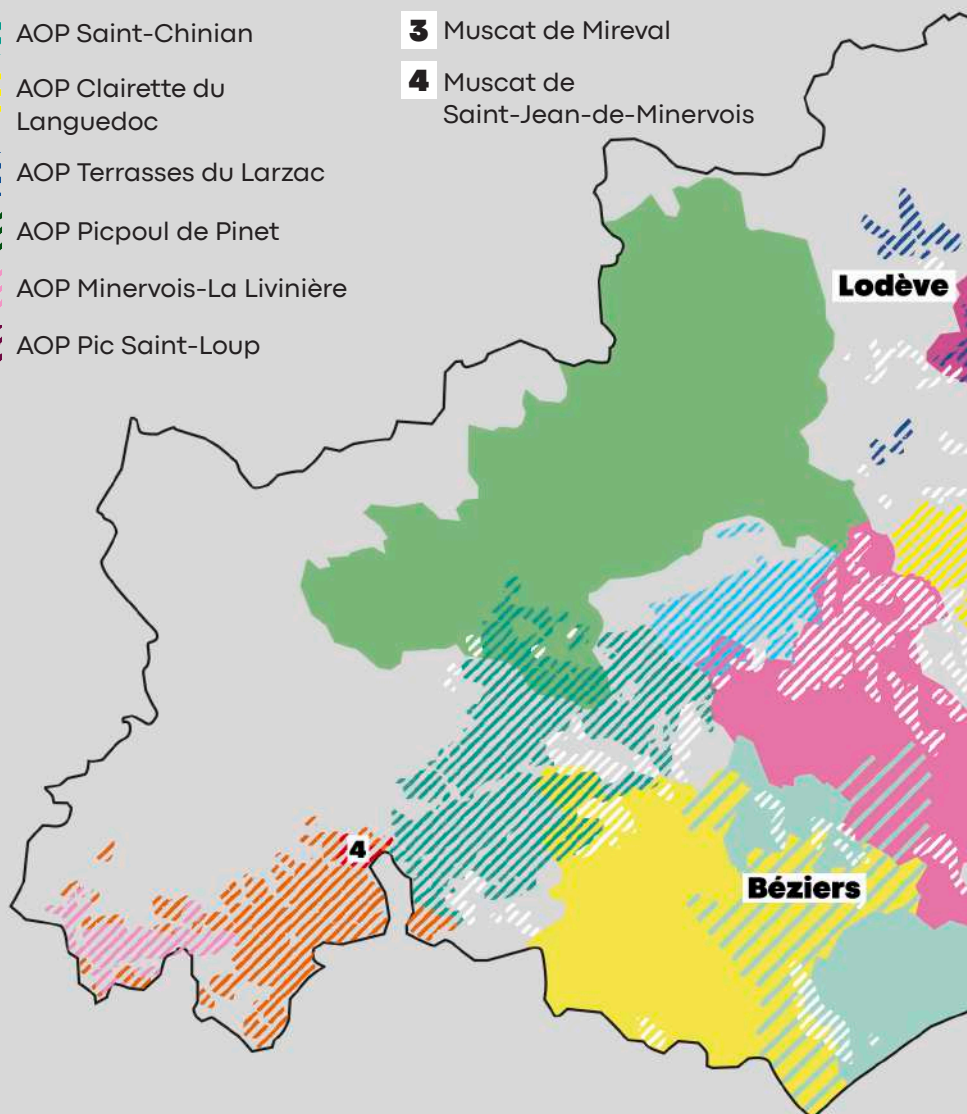 AOP Saint-Chinian
AOP Clairette du
Languedoc
AOP Terrasses du Larzac
AOP Picpoul de Pinet
AOP Minervois-La Livinière
AOP Pic Saint-Loup
3 Muscat de Mireval
4 Muscat de
Saint-Jean-de-Minervois
Lodève
4
Béziers